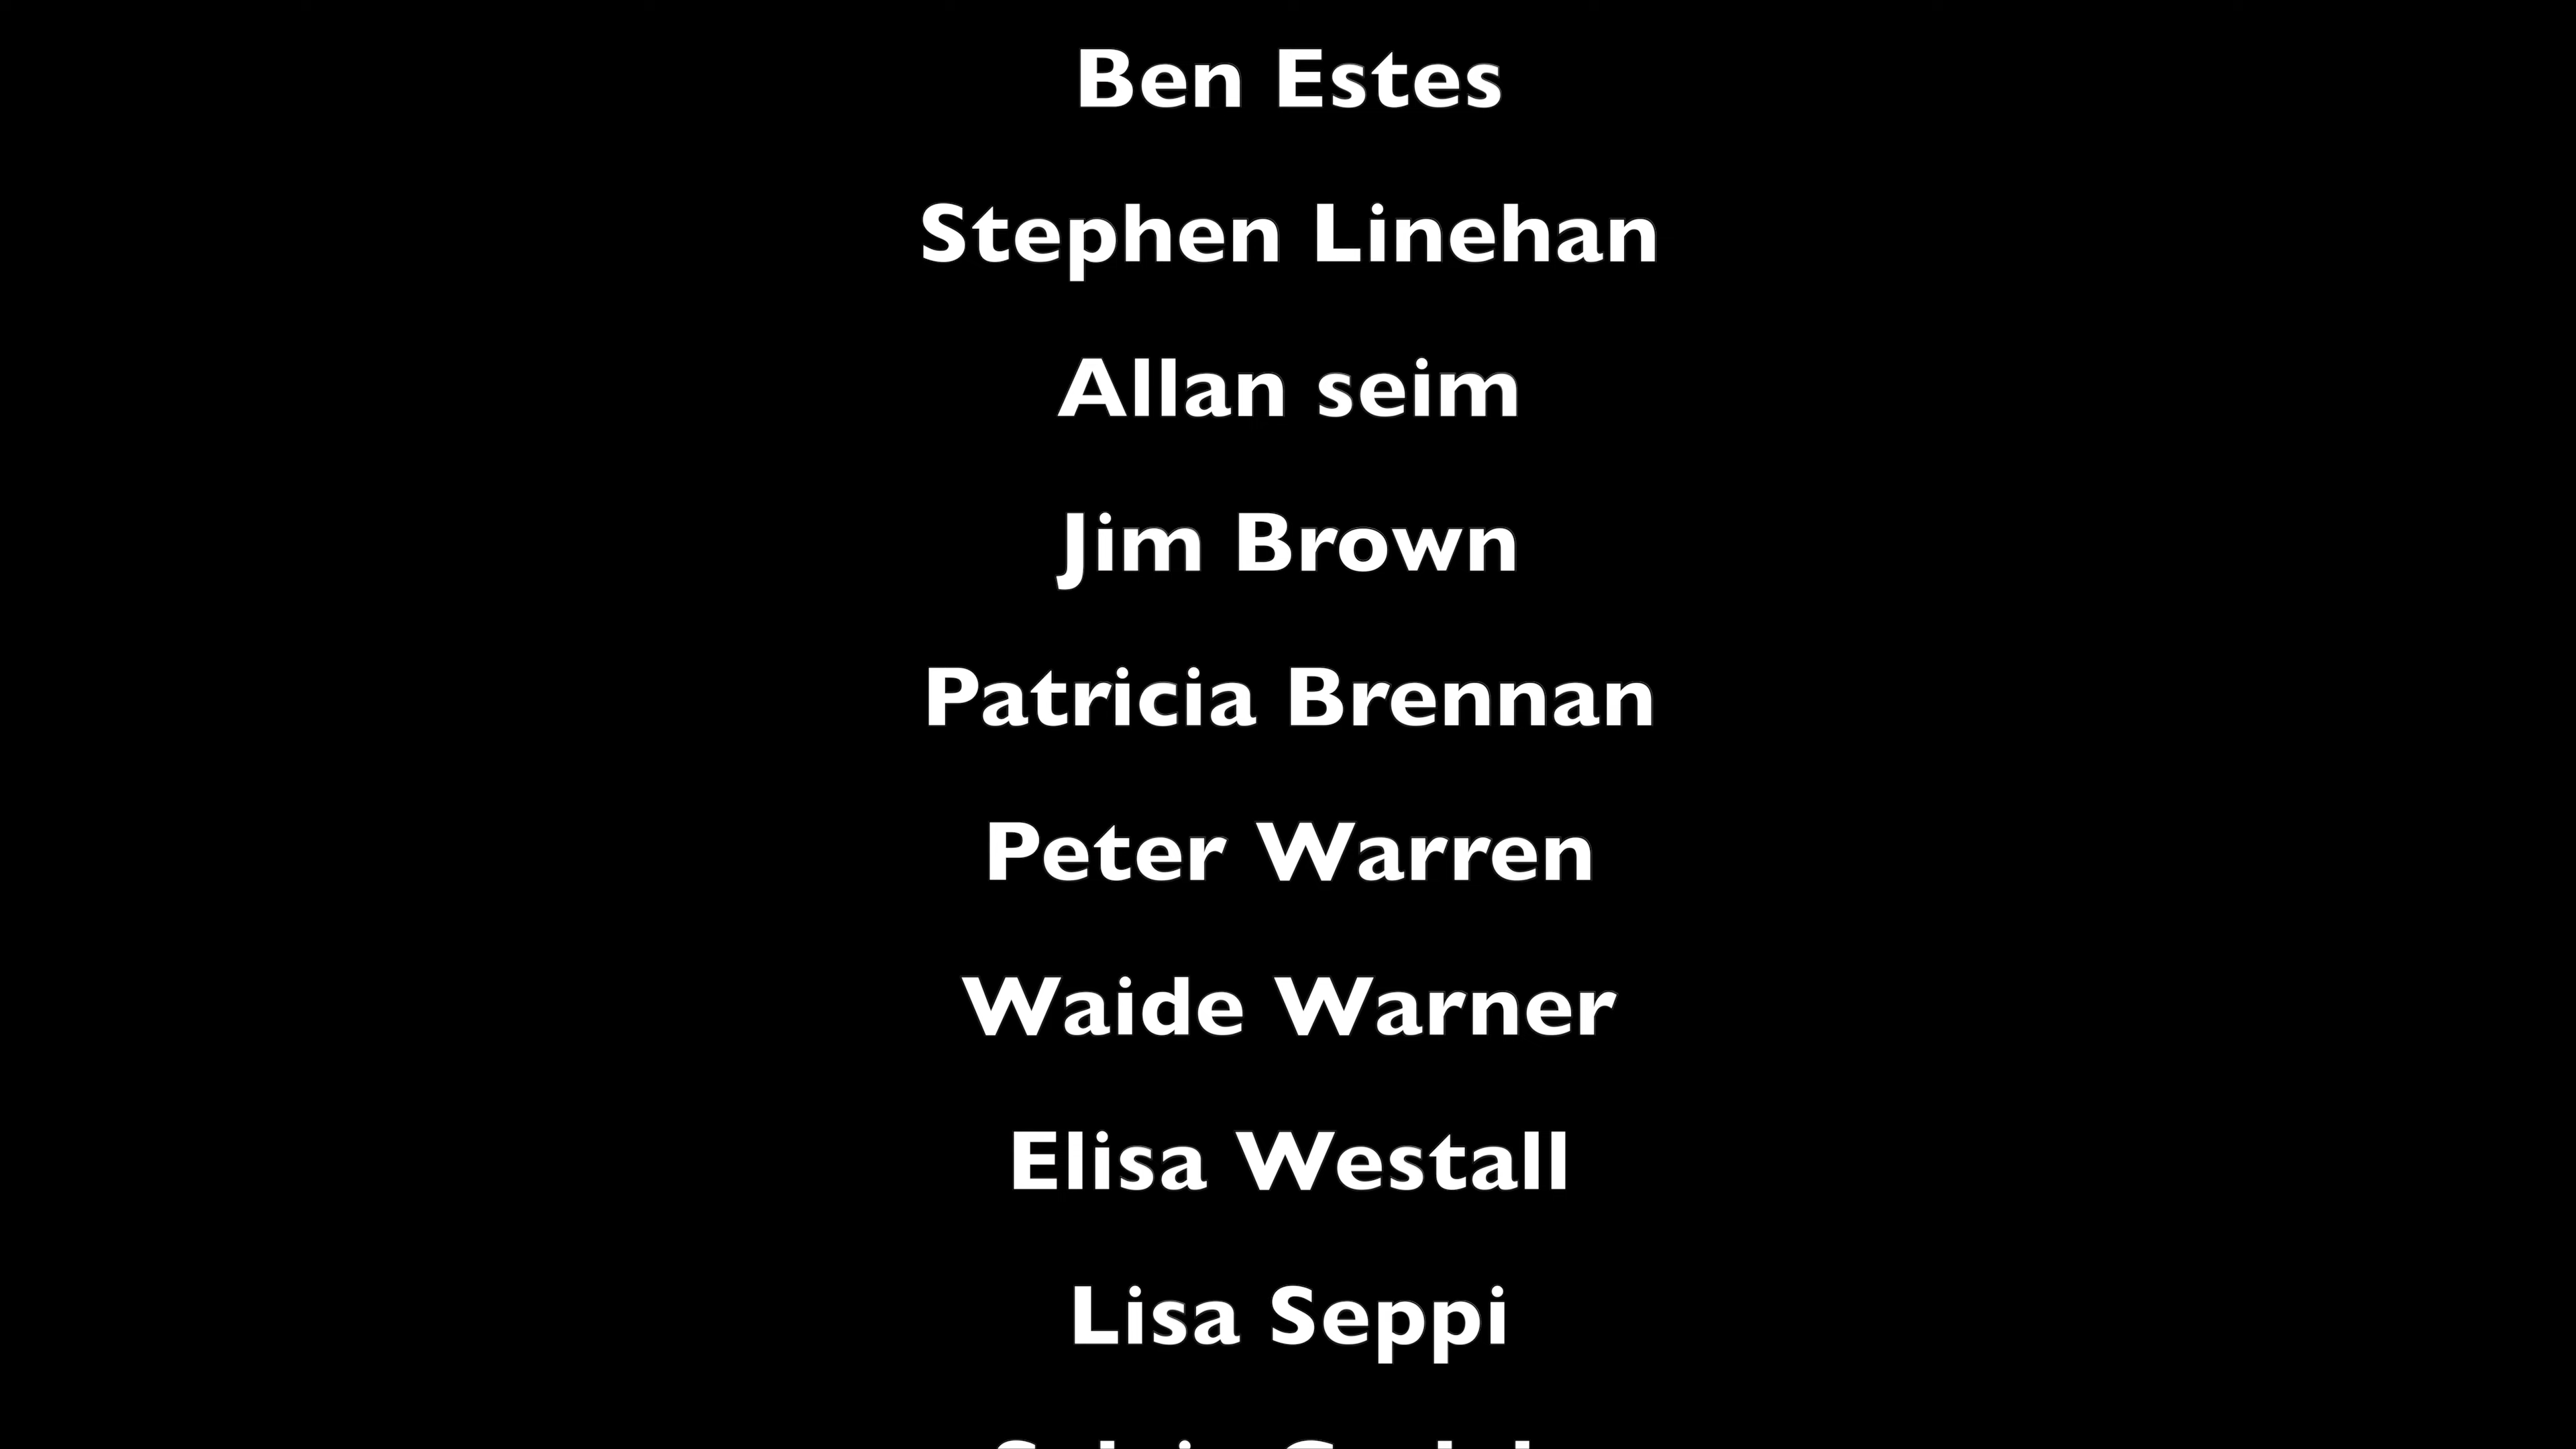 Ben Estes
Stephen Linehan
Allan seim
Jim Brown
Patricia Brennan
Peter Warren
Waide Warner
Elisa Westall
Lisa Seppi